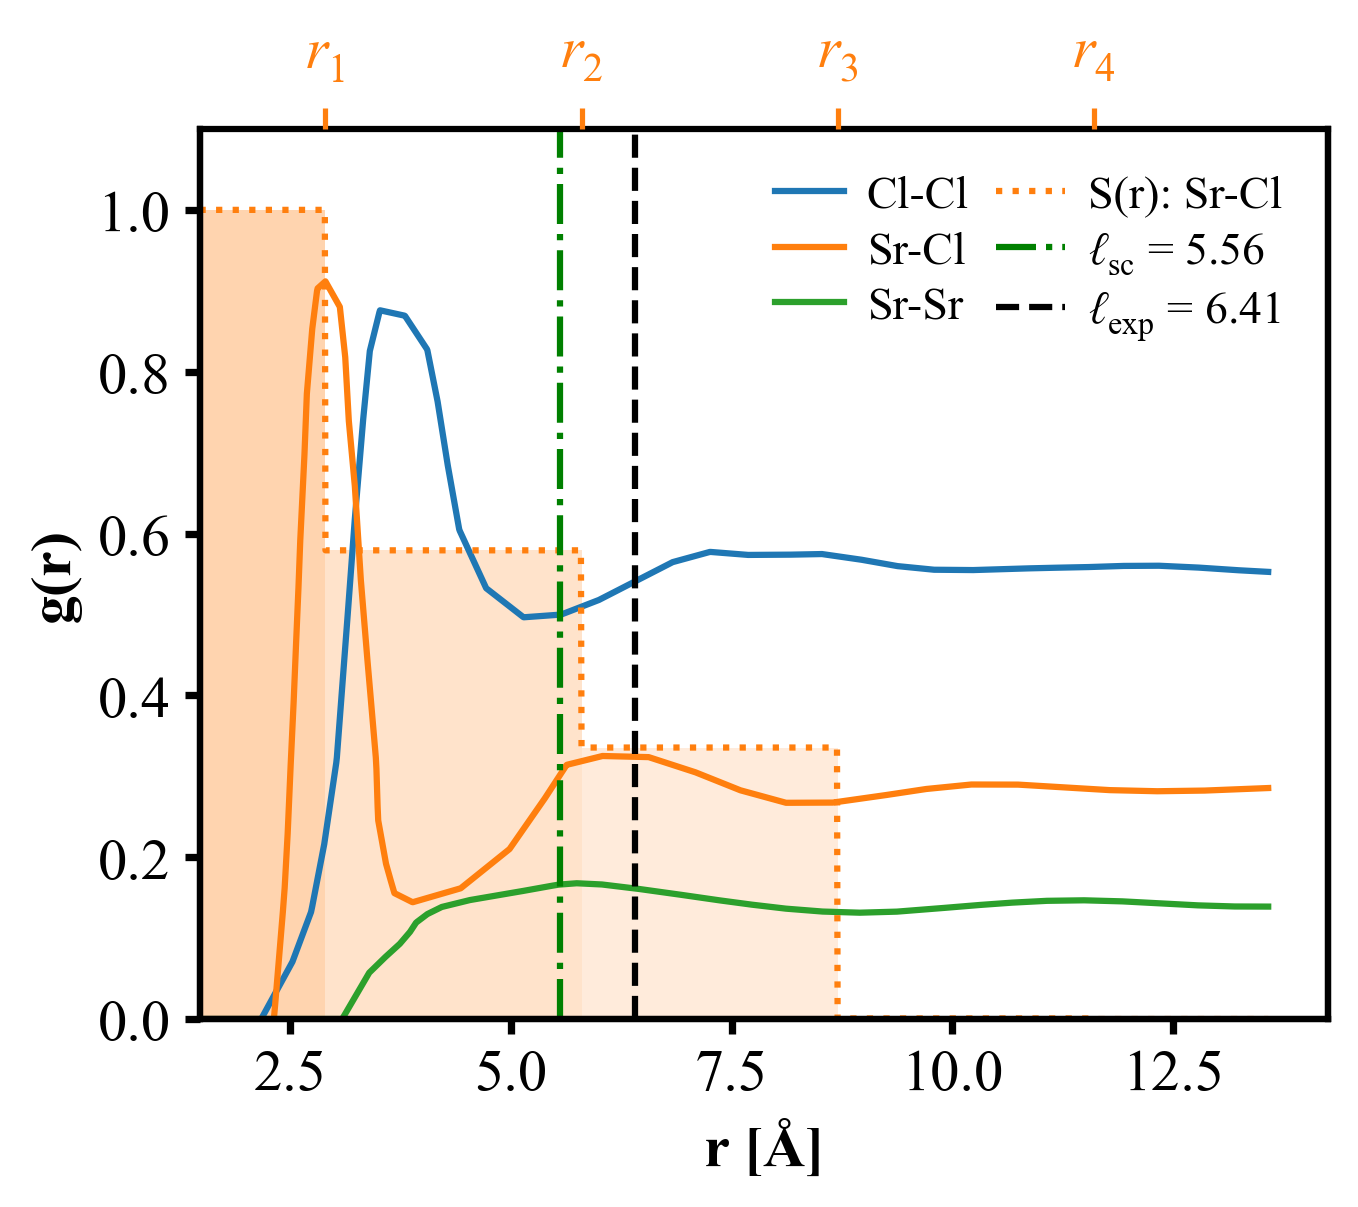 r₁ r₂ r₃ r₄
1.0
0.8
0.6
0.4
0.2
0.0
g(r)
Cl-Cl
Sr-Cl
Sr-Sr
S(r): Sr-Cl
ℓsc = 5.56
ℓexp = 6.41
2.5 5.0 7.5 10.0 12.5
r [Å]